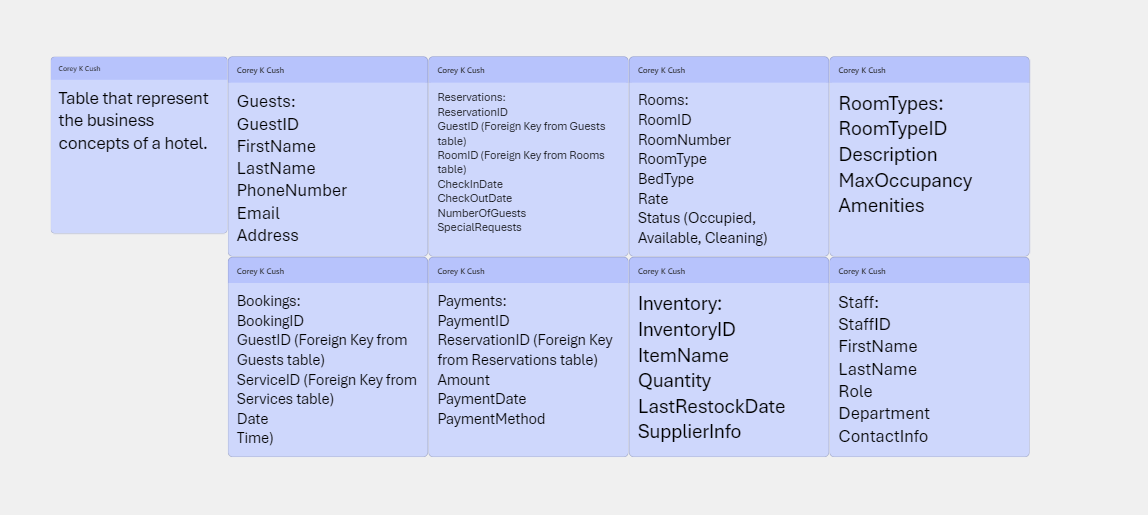 Corey K Cush
Table that represent
the business
concepts of a hotel.
Corey K Cush
Guests:
GuestID
FirstName
LastName
PhoneNumber
Email
Address
Corey K Cush
Reservations:
ReservationID
GuestID (Foreign Key from Guests
table)
RoomID (Foreign Key from Rooms
table)
CheckInDate
CheckOutDate
NumberOfGuests
SpecialRequests
Corey K Cush
Rooms:
RoomID
RoomNumber
RoomType
BedType
Rate
Status (Occupied,
Available, Cleaning)
Corey K Cush
RoomTypes:
RoomTypeID
Description
MaxOccupancy
Amenities
Corey K Cush
Bookings:
BookingID
GuestID (Foreign Key from
Guests table)
ServiceID (Foreign Key from
Services table)
Date
Time)
Corey K Cush
Payments:
PaymentID
ReservationID (Foreign Key
from Reservations table)
Amount
PaymentDate
PaymentMethod
Corey K Cush
Inventory:
InventoryID
ItemName
Quantity
LastRestockDate
SupplierInfo
Corey K Cush
Staff:
StaffID
FirstName
LastName
Role
Department
ContactInfo